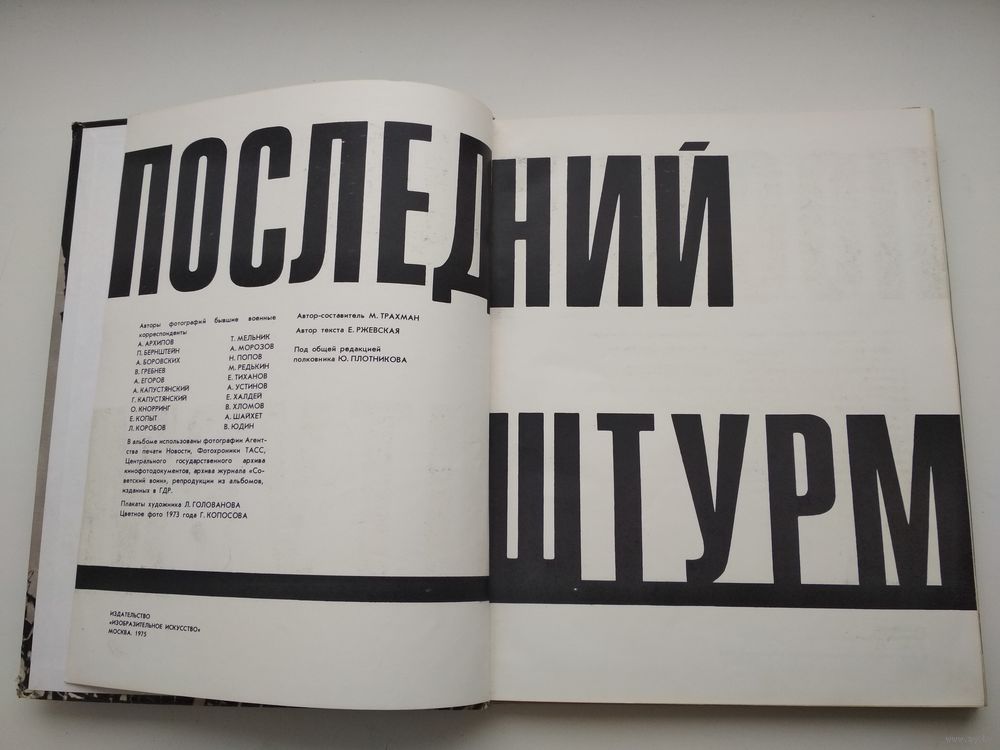 ПОСЛЕДНИЙ
ШТУРМ
Авторы фотографий бывшие военные
корреспонденты
А. АРХИПОВ
П. БЕРНШТЕЙН
А. БОРОВСКИХ
В. ГРЕБНЕВ
А. ЕГОРОВ
А. КАПУСТЯНСКИЙ
Г. КАПУСТЯНСКИЙ
О. КНОРРИНГ
Е. КОПЫТ
Л. КОРОБОВ
Т. МЕЛЬНИК
А. МОРОЗОВ
Н. ПОПОВ
М. РЕДЬКИН
Е. ТИХАНОВ
А. УСТИНОВ
Е. ХАЛДЕЙ
В. ХЛОМОВ
А. ШАЙХЕТ
В. ЮДИН
В альбоме использованы фотографии Агент-
ства печати Новости, Фотохроники ТАСС,
Центрального государственного архива
кинофотодокументов, архива журнала «Со-
ветский воин», репродукции из альбомов,
изданных в ГДР.
Плакаты художника Л. ГОЛОВАНОВА
Цветное фото 1973 года Г. КОПОСОВА
Автор-составитель М. ТРАХМАН
Автор текста Е. РЖЕВСКАЯ
Под общей редакцией
полковника Ю. ПЛОТНИКОВА
ИЗДАТЕЛЬСТВО
«ИЗОБРАЗИТЕЛЬНОЕ ИСКУССТВО»
МОСКВА. 1975